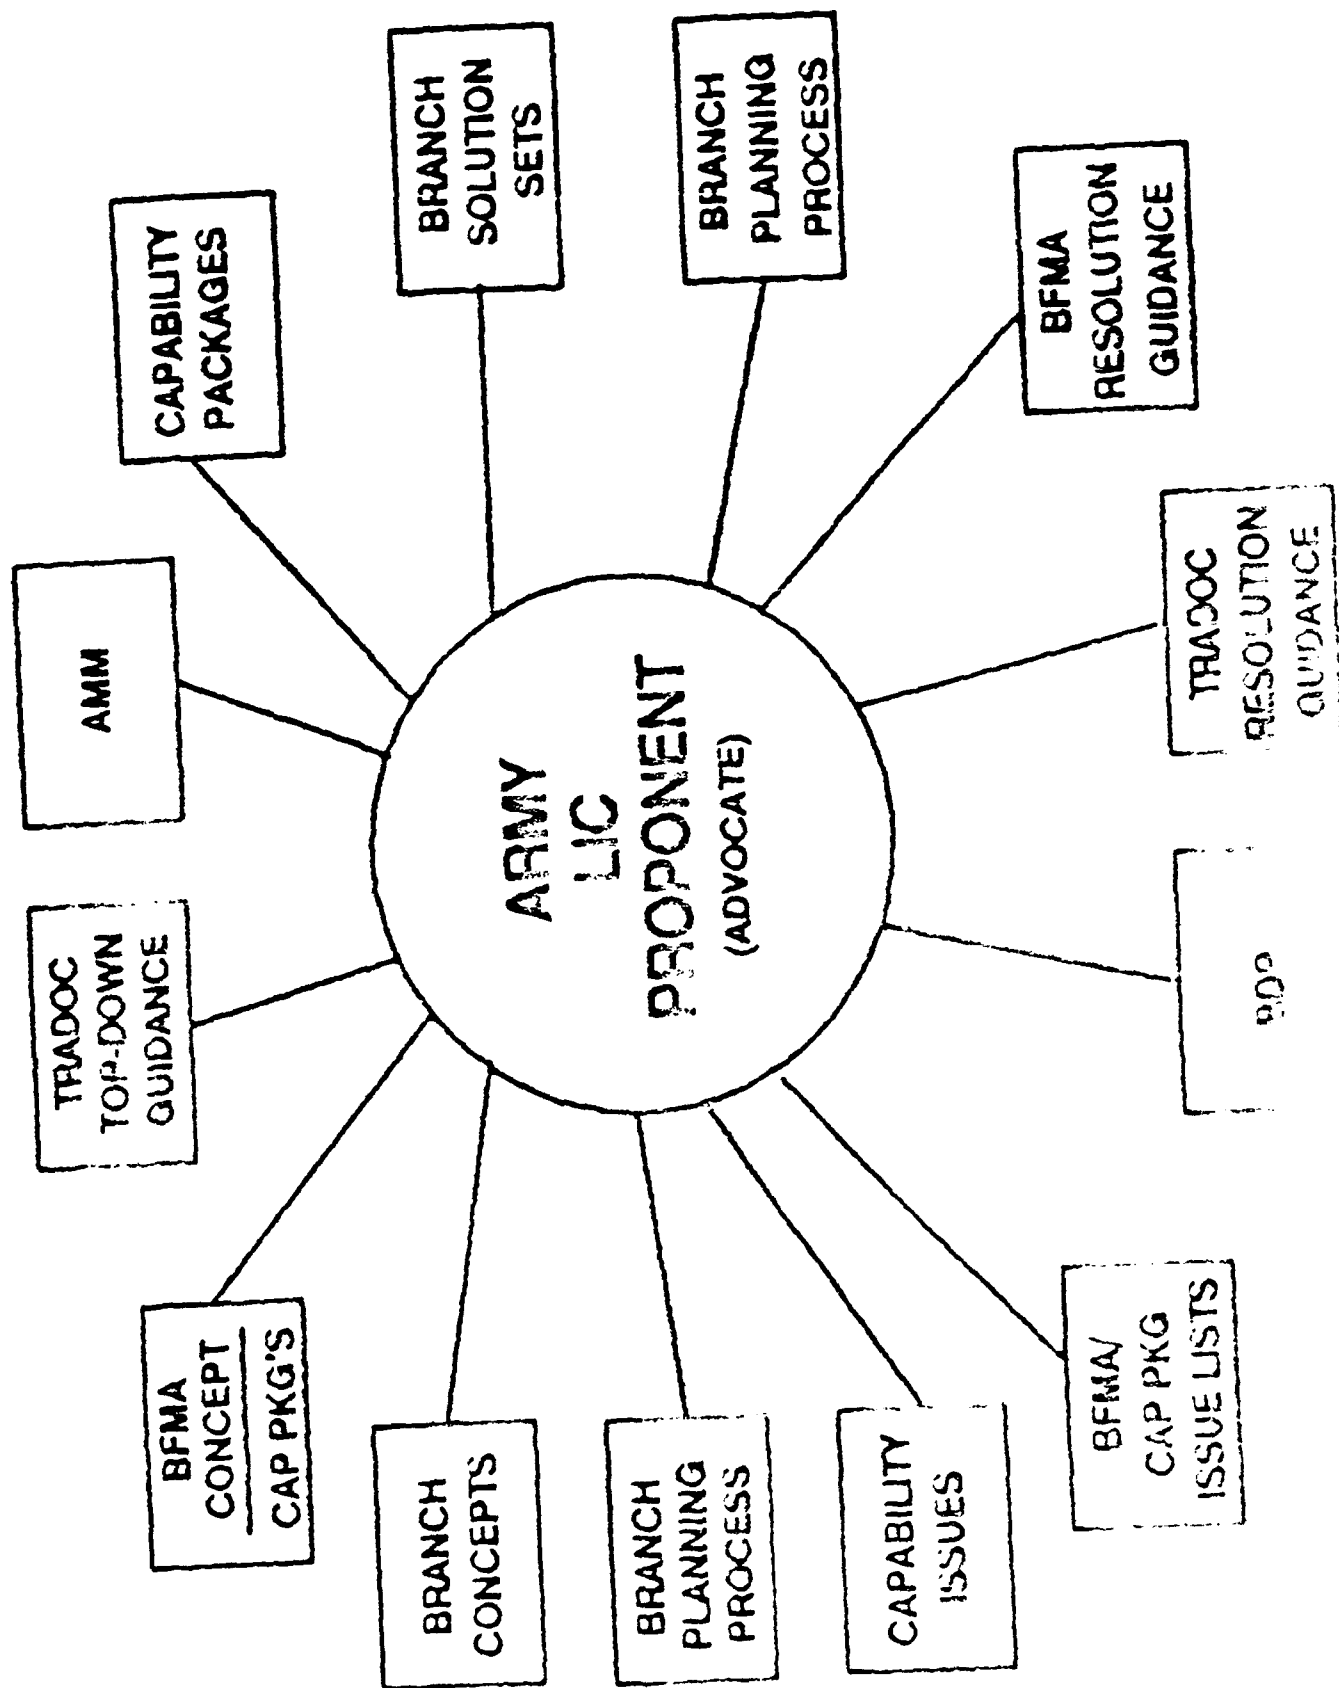 BFMA
CONCEPT
CAP PKG'S
TRADOC
TOP-DOWN
GUIDANCE
AMM
CAPABILITY
PACKAGES
BRANCH
SOLUTION
SETS
BRANCH
PLANNING
PROCESS
BFMA
RESOLUTION
GUIDANCE
TRADOC
RESOLUTION
GUIDANCE
BFMA/
CAP PKG
ISSUE LISTS
CAPABILITY
ISSUES
BRANCH
PLANNING
PROCESS
BRANCH
CONCEPTS
ARMY
LIC
PROPONENT
(ADVOCATE)